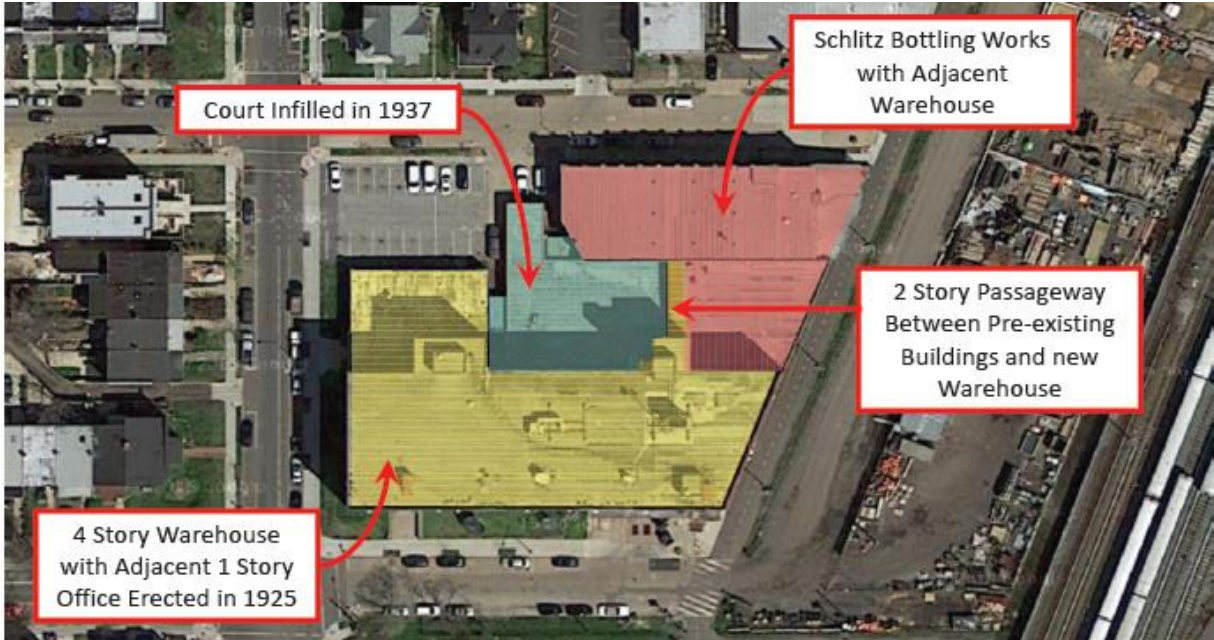 Schlitz Bottling Works
with Adjacent
Warehouse
Court Infilled in 1937
2 Story Passageway
Between Pre-existing
Buildings and new
Warehouse
4 Story Warehouse
with Adjacent 1 Story
Office Erected in 1925